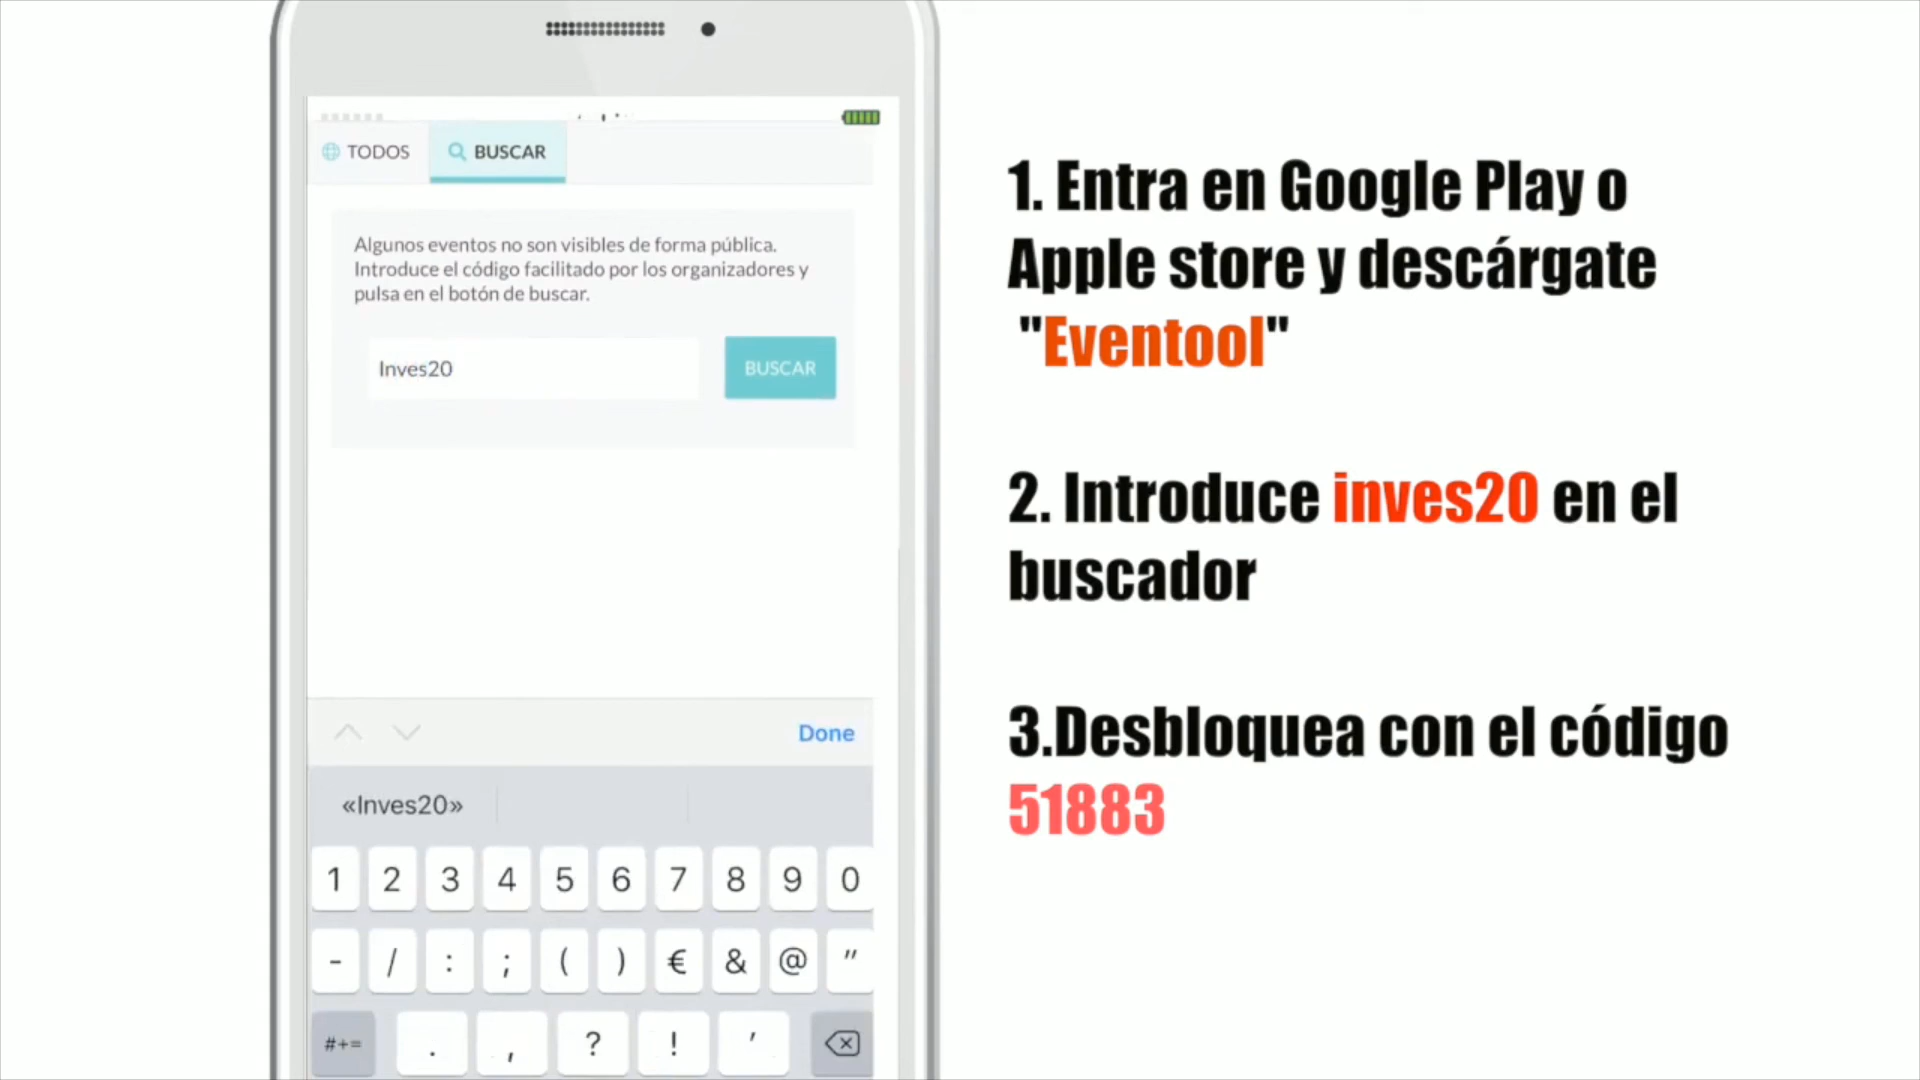 TODOS
BUSCAR
Algunos eventos no son visibles de forma pública.
Introduce el código facilitado por los organizadores y
pulsa en el botón de buscar.
Inves20
BUSCAR
Done
«Inves20»
1 2 3 4 5 6 7 8 9 0
- / : ; ( ) € & @ "
#+= . , ? ! '
1. Entra en Google Play o
Apple store y descárgate
"Eventool"
2. Introduce inves20 en el
buscador
3.Desbloquea con el código
51883